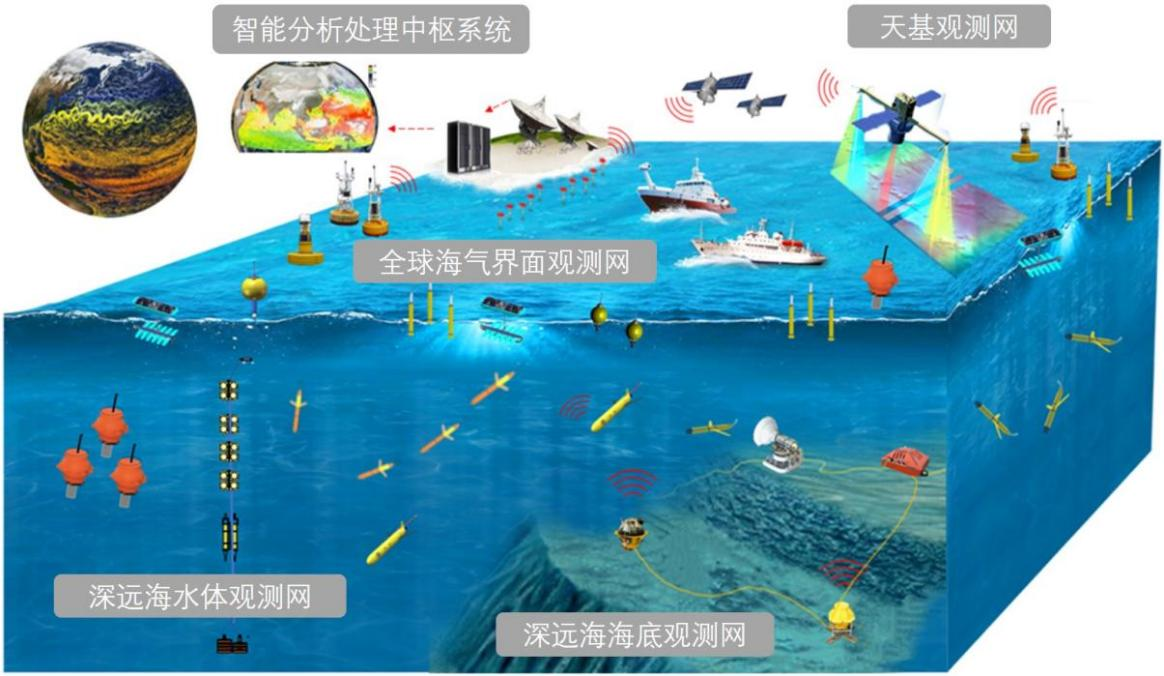 智能分析处理中枢系统
天基观测网
全球海气界面观测网
深远海水体观测网
深远海海底观测网